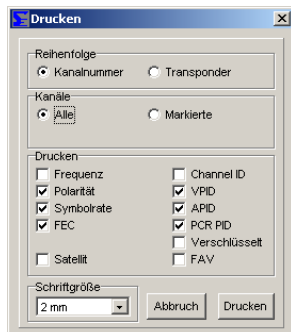 Drucken
Reihenfolge
Kanalnummer Transponder
Kanäle
Alle Markierte
Drucken
Frequenz Channel ID
Polarität VPID
Symbolrate APID
FEC PCR PID
Verschlüsselt
Satellit FAV
Schriftgröße
2 mm Abbruch Drucken